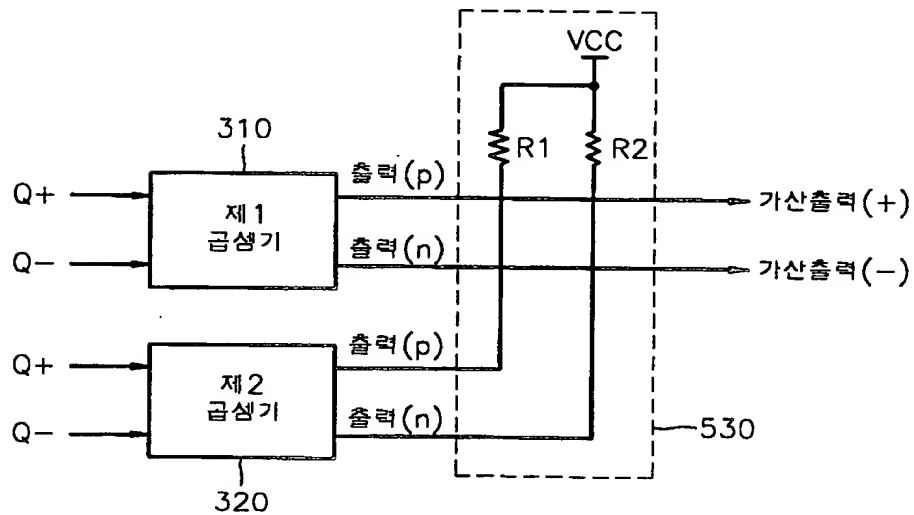 VCC
R1
R2
310
Q+
Q-
제1
곱셈기
출력(p)
출력(n)
가산출력(+)
가산출력(-)
Q+
Q-
제2
곱셈기
출력(p)
출력(n)
530
320